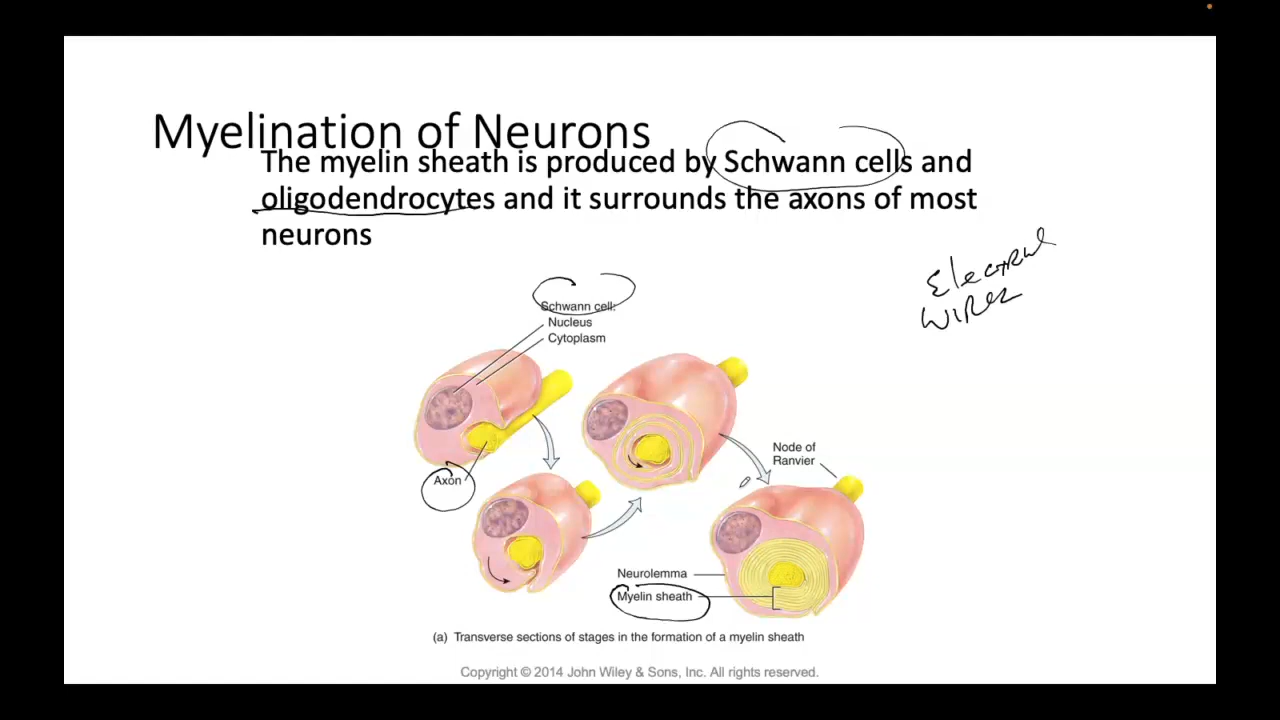 Myelination of Neurons
The myelin sheath is produced by Schwann cells and
oligodendrocytes and it surrounds the axons of most
neurons
Electrical
wires
Schwann cell:
Nucleus
Cytoplasm
Node of
Ranvier
Axon
Neurolemma
Myelin sheath
(a) Transverse sections of stages in the formation of a myelin sheath
Copyright © 2014 John Wiley & Sons, Inc. All rights reserved.